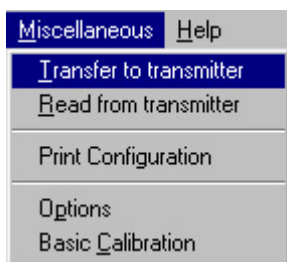 Miscellaneous Help
Transfer to transmitter
Read from transmitter
Print Configuration
Options
Basic Calibration